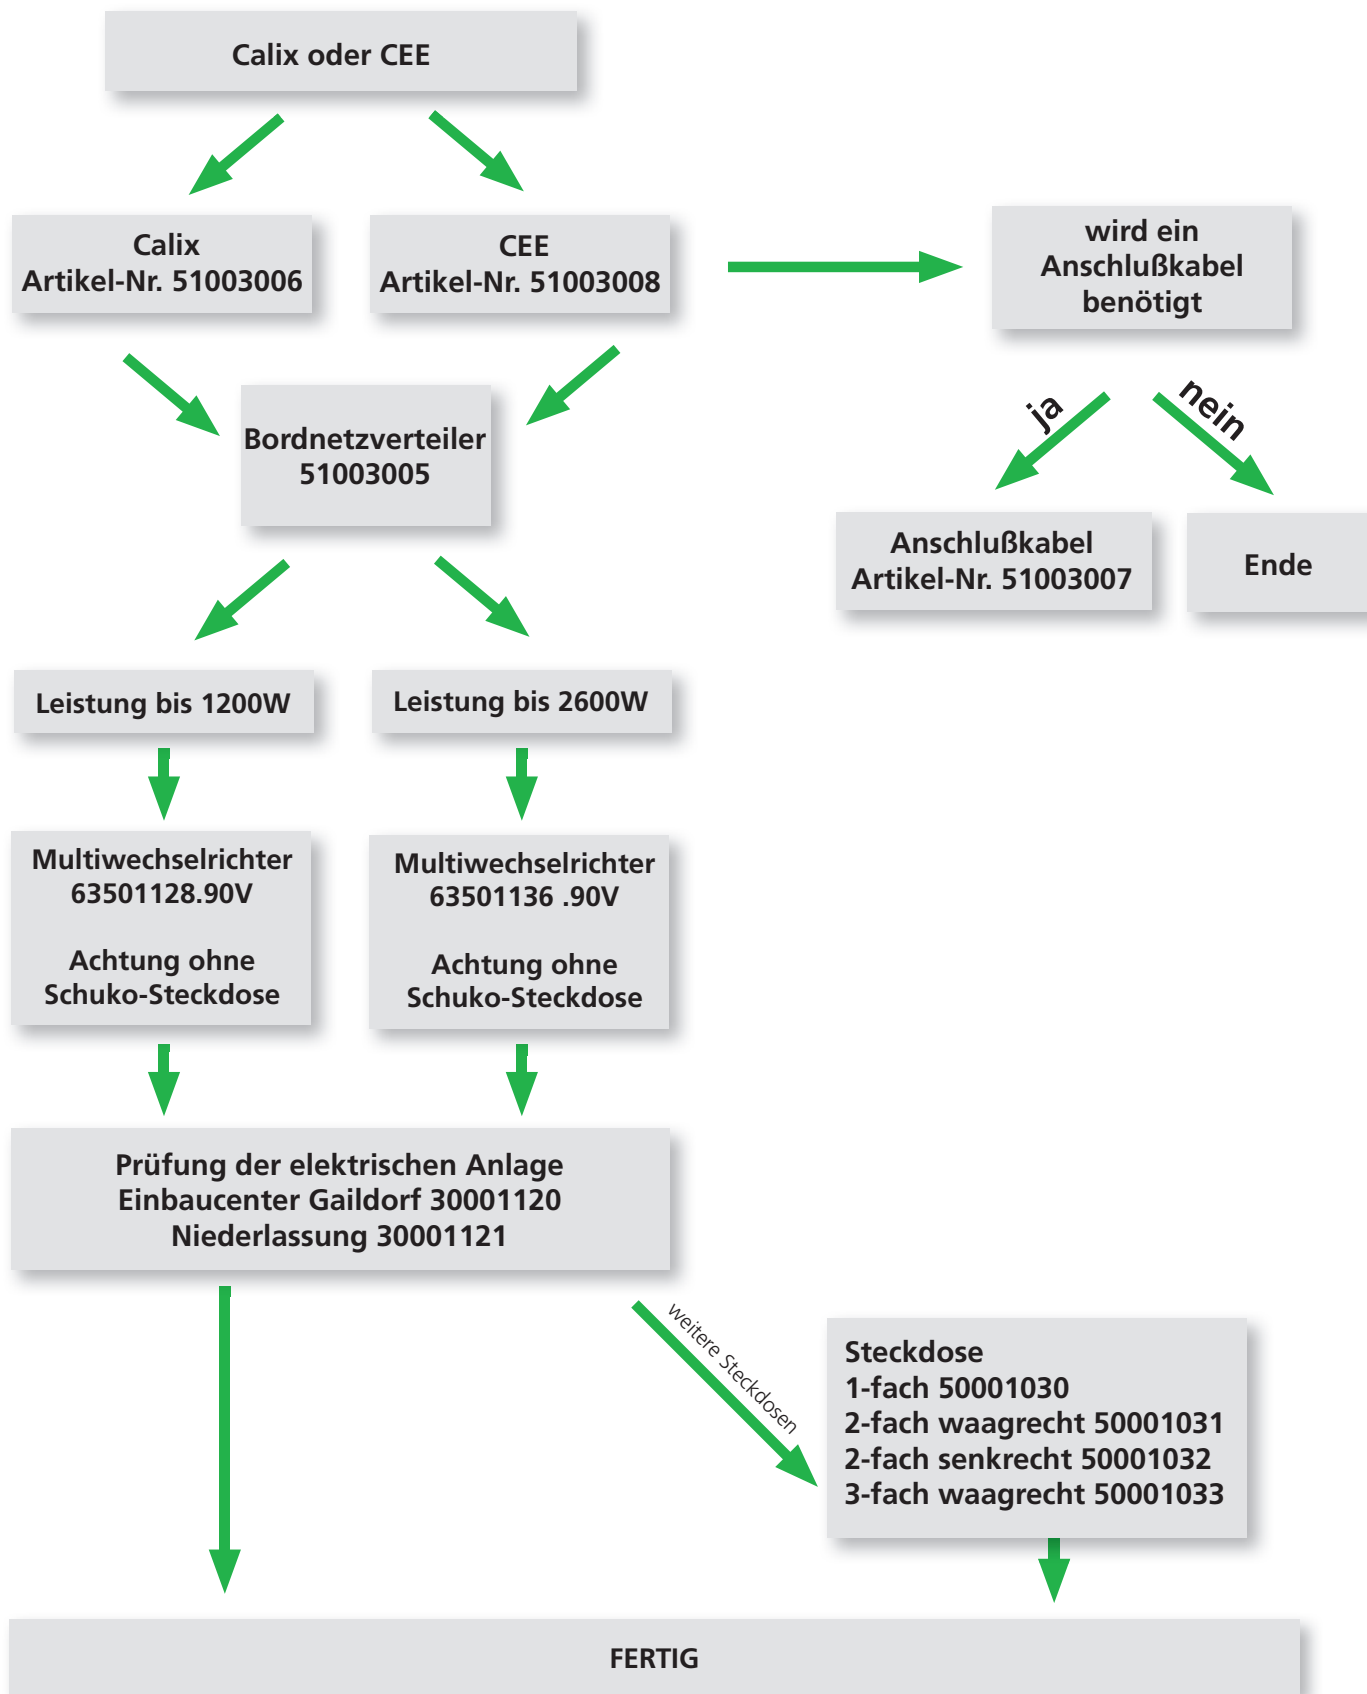 Calix oder CEE
Calix
Artikel-Nr. 51003006
CEE
Artikel-Nr. 51003008
wird ein
Anschlußkabel
benötigt
ja
nein
Anschlußkabel
Artikel-Nr. 51003007
Ende
Bordnetzverteiler
51003005
Leistung bis 1200W
Leistung bis 2600W
Multiwechselrichter
63501128.90V
Achtung ohne
Schuko-Steckdose
Multiwechselrichter
63501136 .90V
Achtung ohne
Schuko-Steckdose
Prüfung der elektrischen Anlage
Einbaucenter Gaildorf 30001120
Niederlassung 30001121
weitere Steckdosen
Steckdose
1-fach 50001030
2-fach waagrecht 50001031
2-fach senkrecht 50001032
3-fach waagrecht 50001033
FERTIG